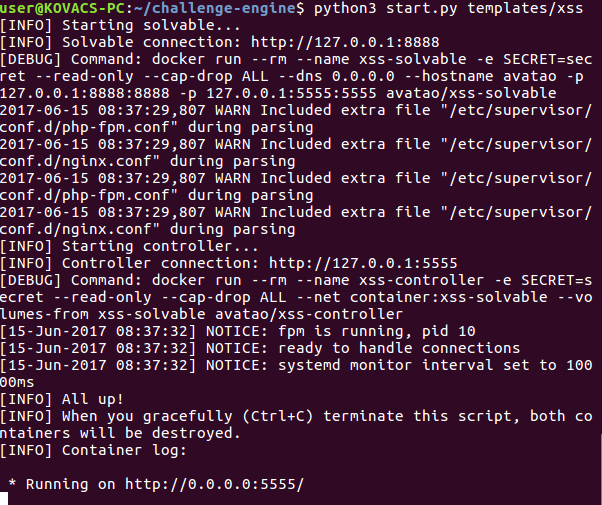 user@KOVACS-PC:~/challenge-engine$ python3 start.py templates/xss
[INFO] Starting solvable...
[INFO] Solvable connection: http://127.0.0.1:8888
[DEBUG] Command: docker run --rm --name xss-solvable -e SECRET=sec
ret --read-only --cap-drop ALL --dns 0.0.0.0 --hostname avatao -p
127.0.0.1:8888:8888 -p 127.0.0.1:5555:5555 avatao/xss-solvable
2017-06-15 08:37:29,807 WARN Included extra file "/etc/supervisor/
conf.d/php-fpm.conf" during parsing
2017-06-15 08:37:29,807 WARN Included extra file "/etc/supervisor/
conf.d/nginx.conf" during parsing
2017-06-15 08:37:29,807 WARN Included extra file "/etc/supervisor/
conf.d/php-fpm.conf" during parsing
2017-06-15 08:37:29,807 WARN Included extra file "/etc/supervisor/
conf.d/nginx.conf" during parsing
[INFO] Starting controller...
[INFO] Controller connection: http://127.0.0.1:5555
[DEBUG] Command: docker run --rm --name xss-controller -e SECRET=s
ecret --read-only --cap-drop ALL --net container:xss-solvable --vo
lumes-from xss-solvable avatao/xss-controller
[15-Jun-2017 08:37:32] NOTICE: fpm is running, pid 10
[15-Jun-2017 08:37:32] NOTICE: ready to handle connections
[15-Jun-2017 08:37:32] NOTICE: systemd monitor interval set to 100
00ms
[INFO] All up!
[INFO] When you gracefully (Ctrl+C) terminate this script, both co
ntainers will be destroyed.
[INFO] Container log:
* Running on http://0.0.0.0:5555/